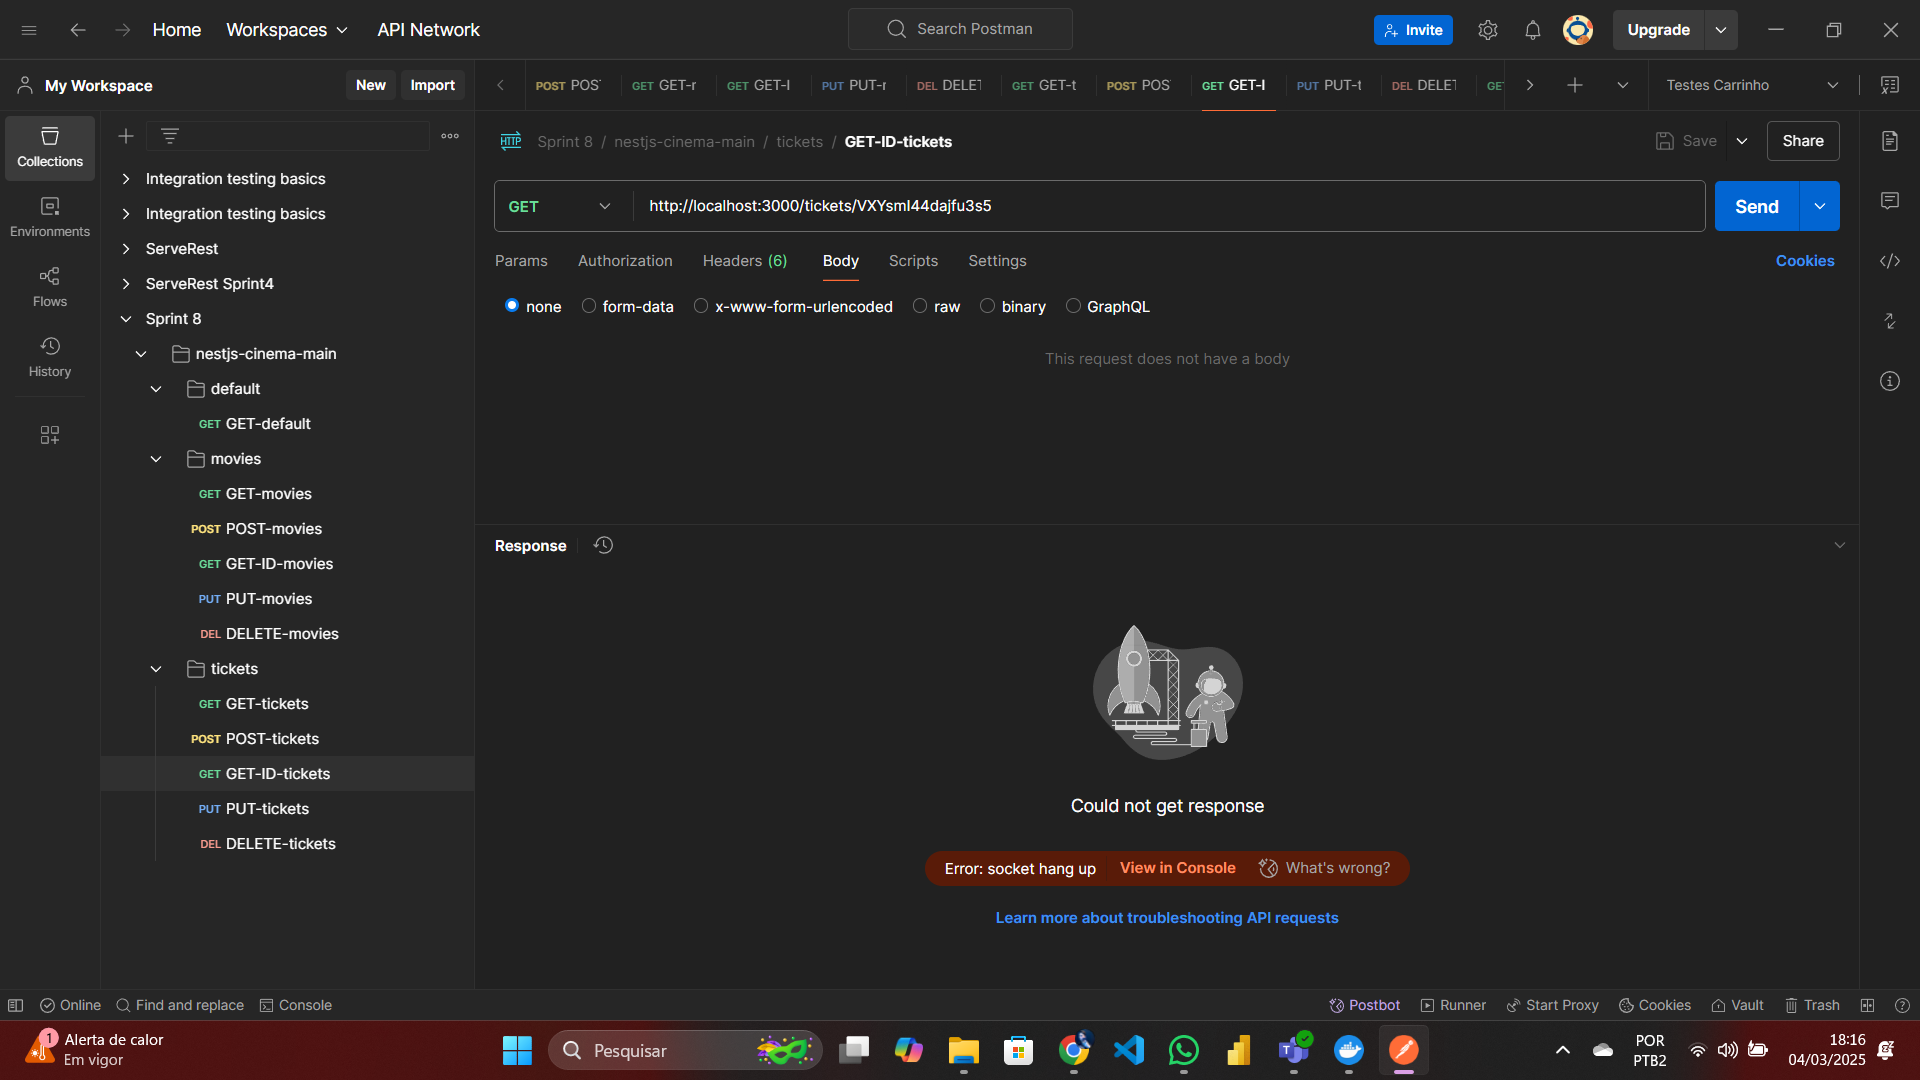 Home Workspaces API Network Search Postman Invite Upgrade
My Workspace New Import
POST POS GET GET-r GET GET-I PUT PUT-r DEL DELET GET GET-t POST POS GET GET-I PUT PUT-t DEL DELET GE Testes Carrinho
Collections
Environments
Flows
History
Integration testing basics
Integration testing basics
ServeRest
ServeRest Sprint4
Sprint 8
nestjs-cinema-main
default
GET GET-default
movies
GET GET-movies
POST POST-movies
GET GET-ID-movies
PUT PUT-movies
DEL DELETE-movies
tickets
GET GET-tickets
POST POST-tickets
GET GET-ID-tickets
PUT PUT-tickets
DEL DELETE-tickets
HTTP Sprint 8 / nestjs-cinema-main / tickets / GET-ID-tickets Save Share
GET http://localhost:3000/tickets/VXYsmI44dajfu3s5 Send
Params Authorization Headers (6) Body Scripts Settings Cookies
none form-data x-www-form-urlencoded raw binary GraphQL
This request does not have a body
Response
Could not get response
Error: socket hang up View in Console What's wrong?
Learn more about troubleshooting API requests
Online Find and replace Console Postbot Runner Start Proxy Cookies Vault Trash
1 Alerta de calor
Em vigor
Pesquisar
POR
PTB2
18:16
04/03/2025